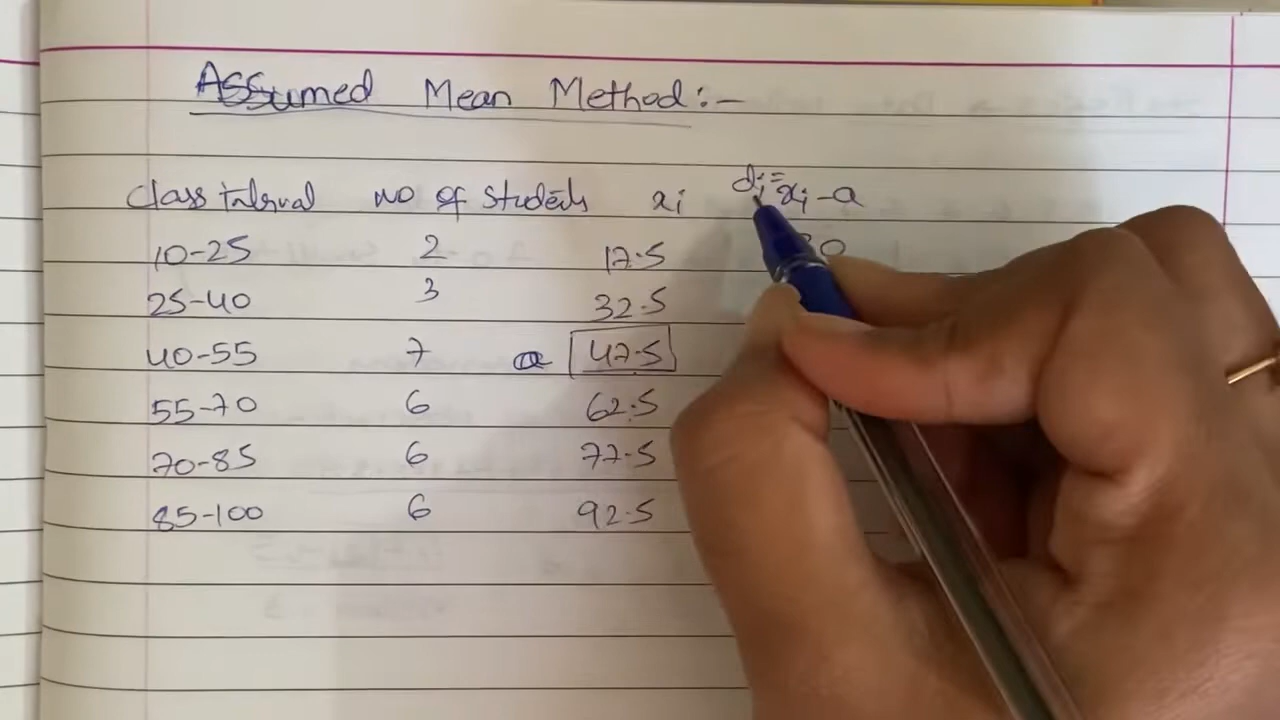 Assumed Mean Method:-
class Interval no of students xi di=xi-a
10-25 2 17.5 30
25-40 3 32.5
40-55 7 a 47.5
55-70 6 62.5
70-85 6 77.5
85-100 6 92.5